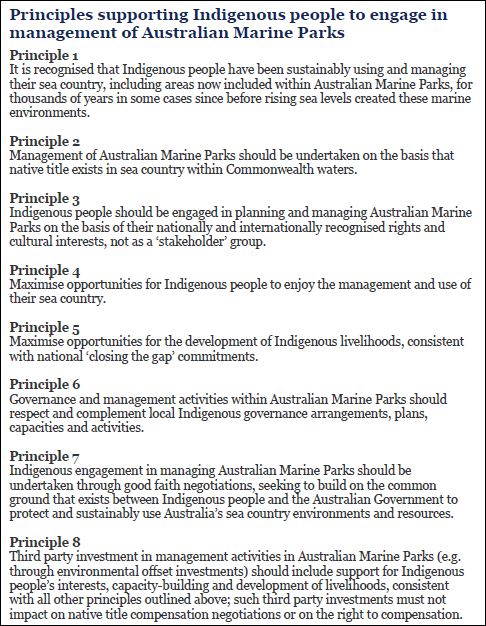 Principles supporting Indigenous people to engage in
management of Australian Marine Parks
Principle 1
It is recognised that Indigenous people have been sustainably using and managing
their sea country, including areas now included within Australian Marine Parks, for
thousands of years in some cases since before rising sea levels created these marine
environments.
Principle 2
Management of Australian Marine Parks should be undertaken on the basis that
native title exists in sea country within Commonwealth waters.
Principle 3
Indigenous people should be engaged in planning and managing Australian Marine
Parks on the basis of their nationally and internationally recognised rights and
cultural interests, not as a ‘stakeholder’ group.
Principle 4
Maximise opportunities for Indigenous people to enjoy the management and use of
their sea country.
Principle 5
Maximise opportunities for the development of Indigenous livelihoods, consistent
with national ‘closing the gap’ commitments.
Principle 6
Governance and management activities within Australian Marine Parks should
respect and complement local Indigenous governance arrangements, plans,
capacities and activities.
Principle 7
Indigenous engagement in managing Australian Marine Parks should be
undertaken through good faith negotiations, seeking to build on the common
ground that exists between Indigenous people and the Australian Government to
protect and sustainably use Australia’s sea country environments and resources.
Principle 8
Third party investment in management activities in Australian Marine Parks (e.g.
through environmental offset investments) should include support for Indigenous
people’s interests, capacity-building and development of livelihoods, consistent
with all other principles outlined above; such third party investments must not
impact on native title compensation negotiations or on the right to compensation.